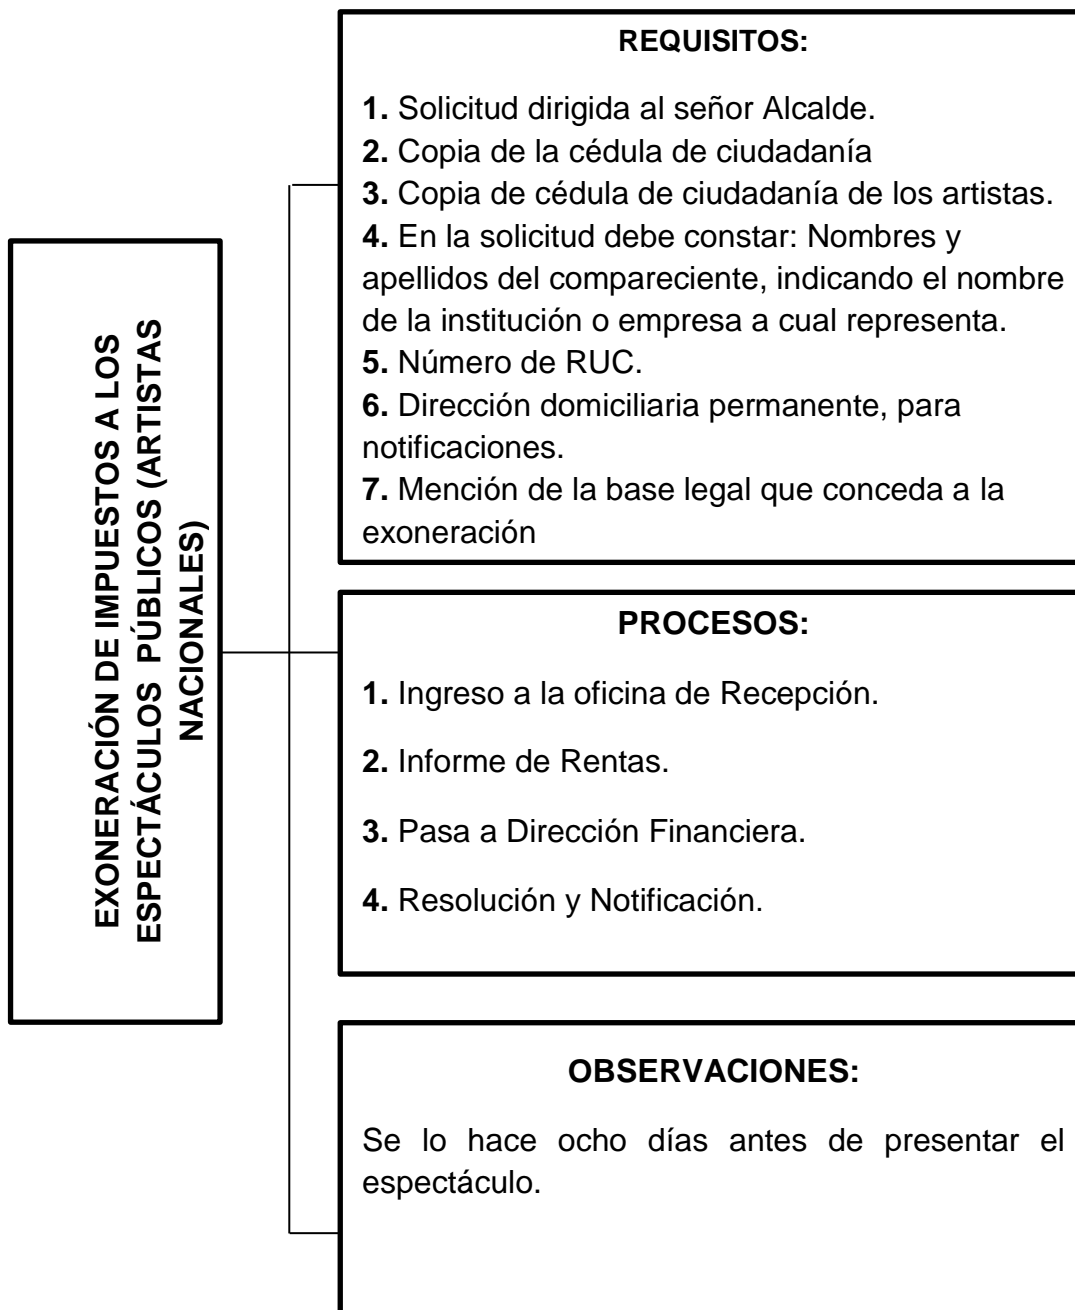 EXONERACIÓN DE IMPUESTOS A LOS
ESPECTÁCULOS PÚBLICOS (ARTISTAS
NACIONALES)
REQUISITOS:
1. Solicitud dirigida al señor Alcalde.
2. Copia de la cédula de ciudadanía
3. Copia de cédula de ciudadanía de los artistas.
4. En la solicitud debe constar: Nombres y
apellidos del compareciente, indicando el nombre
de la institución o empresa a cual representa.
5. Número de RUC.
6. Dirección domiciliaria permanente, para
notificaciones.
7. Mención de la base legal que conceda a la
exoneración
PROCESOS:
1. Ingreso a la oficina de Recepción.
2. Informe de Rentas.
3. Pasa a Dirección Financiera.
4. Resolución y Notificación.
OBSERVACIONES:
Se lo hace ocho días antes de presentar el
espectáculo.